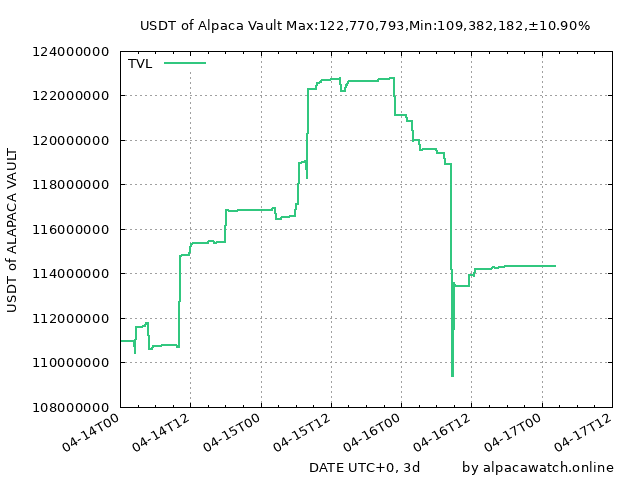 USDT of Alpaca Vault Max:122,770,793,Min:109,382,182,±10.90%
TVL
124000000
122000000
120000000
118000000
116000000
114000000
112000000
110000000
108000000
USDT of ALAPACA VAULT
04-14T00
04-14T12
04-15T00
04-15T12
04-16T00
04-16T12
04-17T00
04-17T12
DATE UTC+0, 3d
by alpacawatch.online